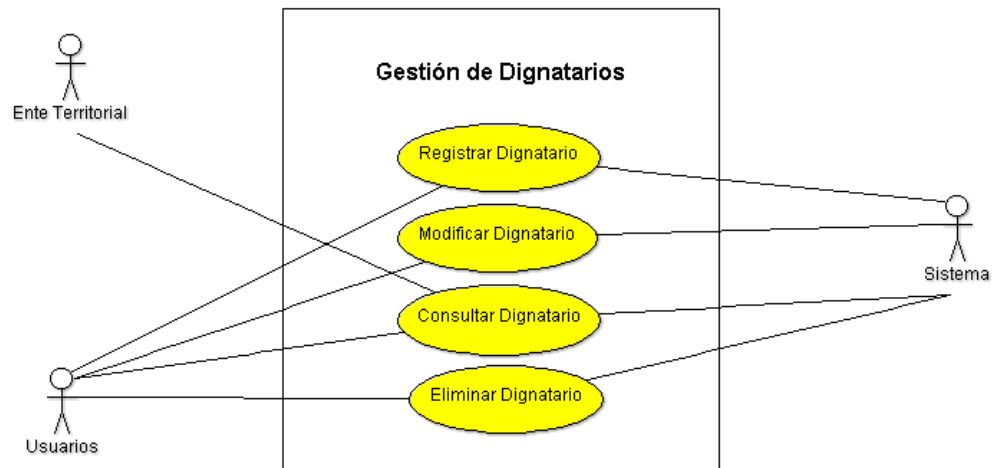 Gestión de Dignatarios
Ente Territorial
Registrar Dignatario
Modificar Dignatario
Sistema
Consultar Dignatario
Eliminar Dignatario
Usuarios